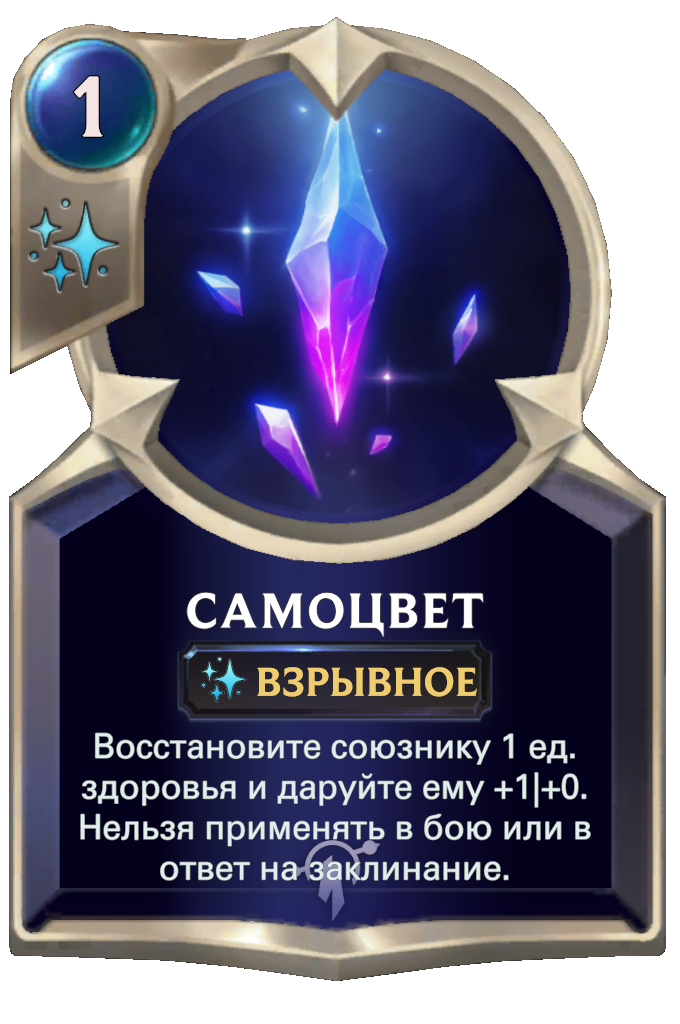 1
САМОЦВЕТ
ВЗРЫВНОЕ
Восстановите союзнику 1 ед.
здоровья и даруйте ему +1|+0.
Нельзя применять в бою или в
ответ на заклинание.